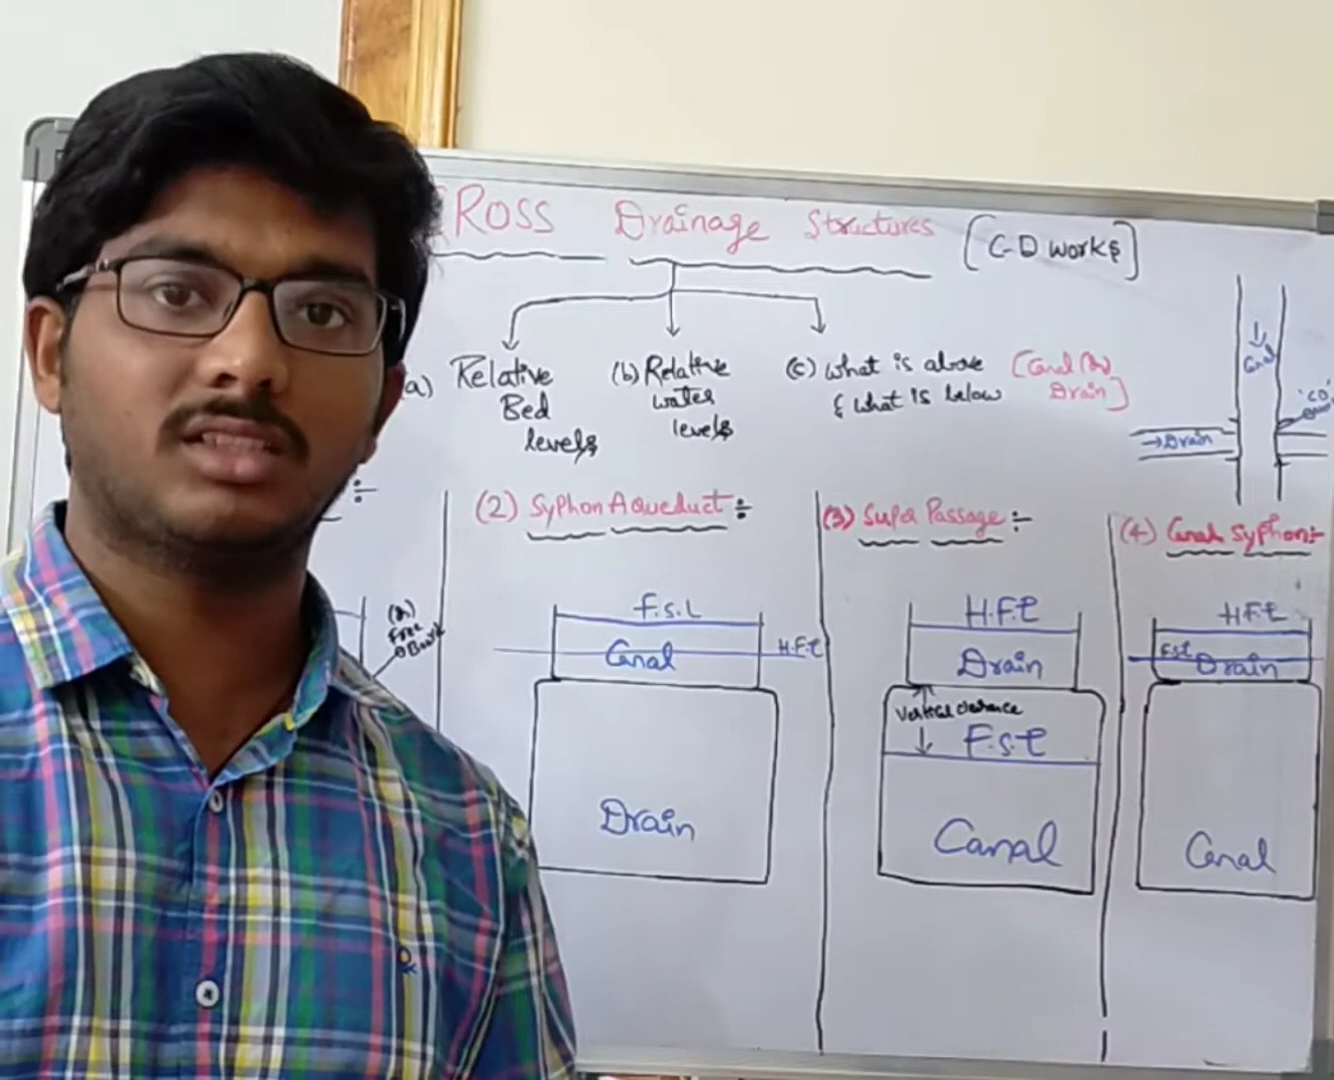 ROSS Drainage Structures [C-D works]
(a) Relative
Bed
levels
(b) Relative
water
levels
(c) what is above
& what is below
[Canal (or)
Drain]
Canal
→Drain
'CD'
(2) Syphon Aqueduct:-
F.S.L
Canal
H.F.L
Drain
(a)
Free
Board
(3) Super Passage:-
H.F.L
Drain
Vertical clearance
F.S.L
Canal
(4) Canal Syphon:-
H.F.L
F.S.L Drain
Canal